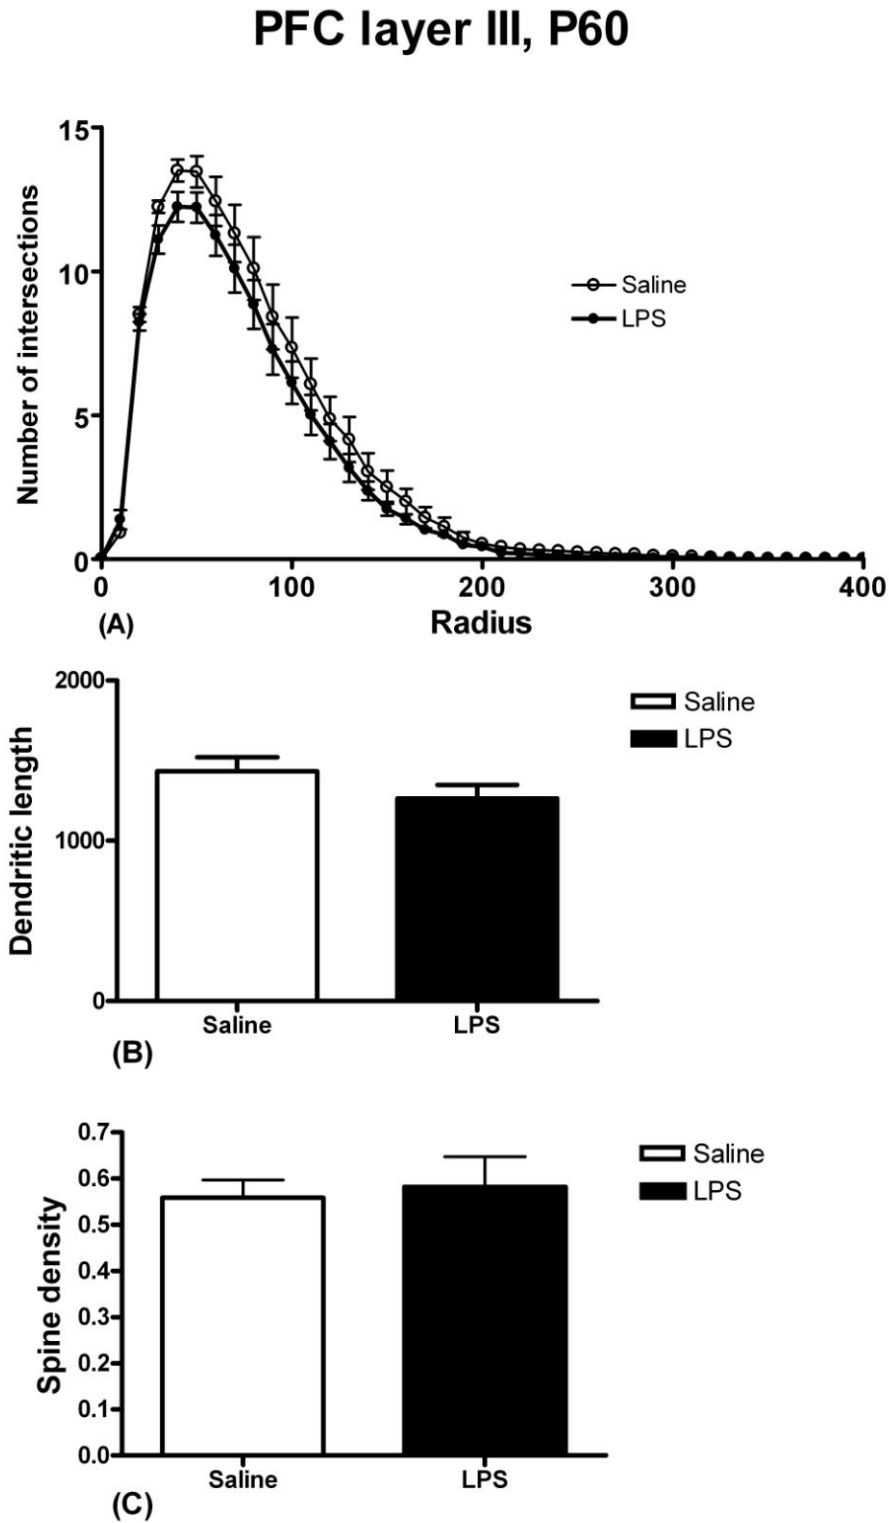 PFC layer III, P60
15
10
5
0
Number of intersections
Saline
LPS
0 100 200 300 400
(A) Radius
2000
1000
0
Dendritic length
Saline
LPS
Saline LPS
(B)
0.7
0.6
0.5
0.4
0.3
0.2
0.1
0.0
Spine density
Saline
LPS
Saline LPS
(C)